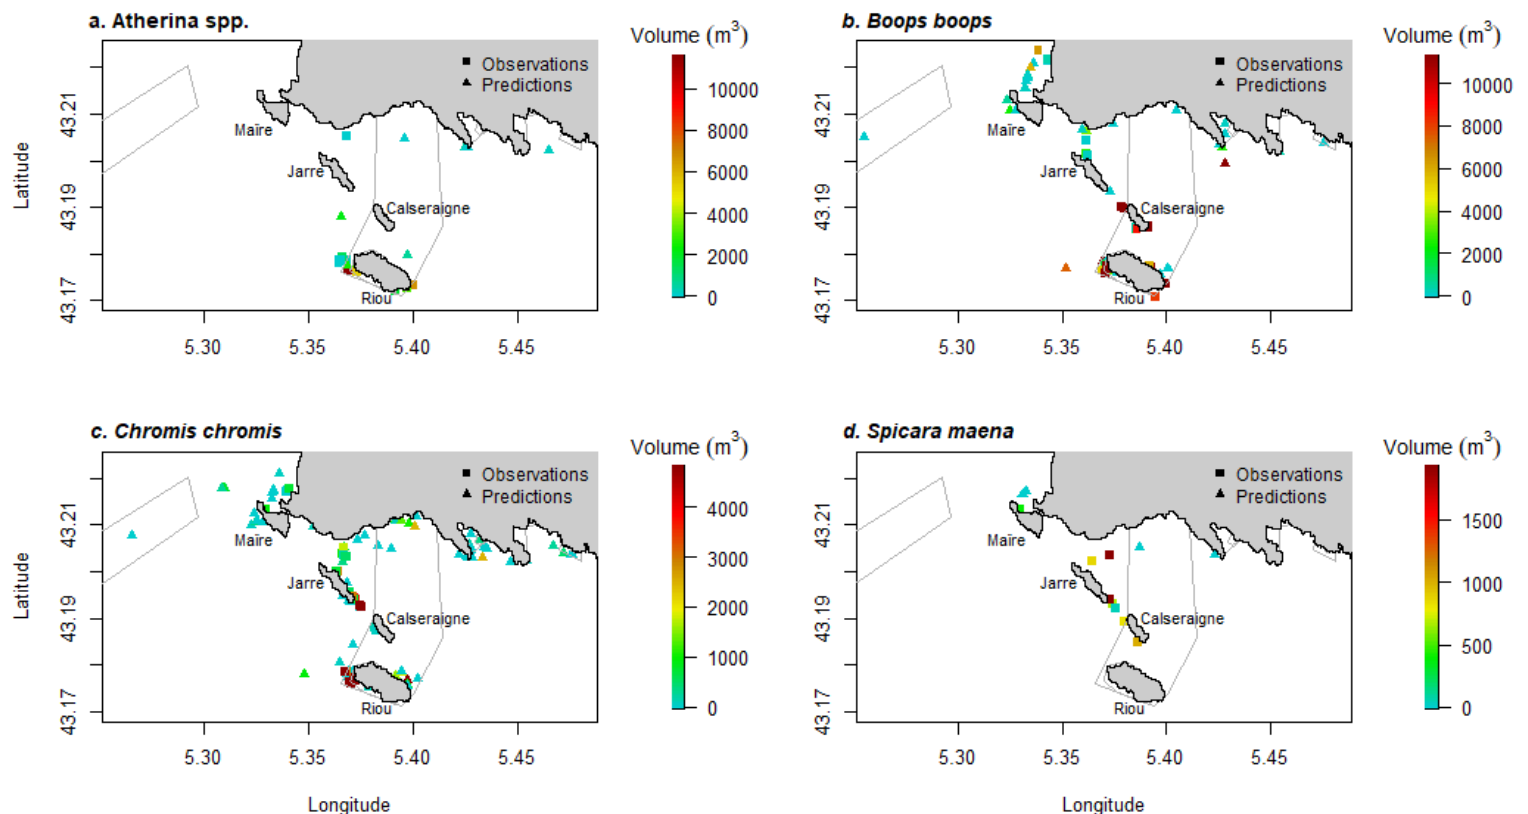 a. Atherina spp.
Volume (m³)
Observations
Predictions
10000
8000
6000
4000
2000
0
Maïre
Jarre
Calseraigne
Riou
43.21
43.19
43.17
Latitude
5.30 5.35 5.40 5.45
b. Boops boops
Volume (m³)
Observations
Predictions
10000
8000
6000
4000
2000
0
Maïre
Jarre
Calseraigne
Riou
43.21
43.19
43.17
5.30 5.35 5.40 5.45
c. Chromis chromis
Volume (m³)
Observations
Predictions
4000
3000
2000
1000
0
Maïre
Jarre
Calseraigne
Riou
43.21
43.19
43.17
Latitude
5.30 5.35 5.40 5.45
Longitude
d. Spicara maena
Volume (m³)
Observations
Predictions
1500
1000
500
0
Maïre
Jarre
Calseraigne
Riou
43.21
43.19
43.17
5.30 5.35 5.40 5.45
Longitude